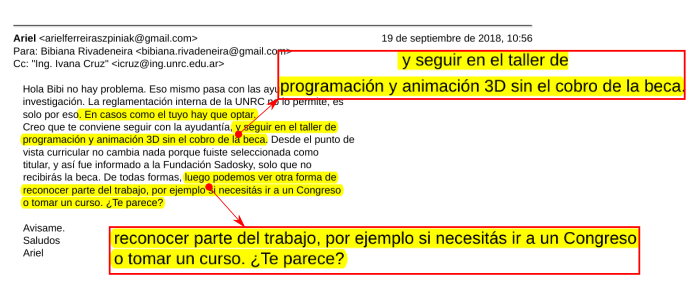 Ariel <arielferreiraszpiniak@gmail.com> 19 de septiembre de 2018, 10:56
Para: Bibiana Rivadeneira <bibiana.rivadeneira@gmail.com>
Cc: "Ing. Ivana Cruz" <icruz@ing.unrc.edu.ar>
y seguir en el taller de
programación y animación 3D sin el cobro de la beca.
Hola Bibi no hay problema. Eso mismo pasa con las
investigación. La reglamentación interna de la UNRC no lo permite, es
solo por eso. En casos como el tuyo hay que optar.
Creo que te conviene seguir con la ayudantía, y seguir en el taller de
programación y animación 3D sin el cobro de la beca. Desde el punto de
vista curricular no cambia nada porque fuiste seleccionada como
titular, y así fue informado a la Fundación Sadosky, solo que no
recibirás la beca. De todas formas, luego podemos ver otra forma de
reconocer parte del trabajo, por ejemplo si necesitás ir a un Congreso
o tomar un curso. ¿Te parece?
Avisame.
Saludos
Ariel
reconocer parte del trabajo, por ejemplo si necesitás ir a un Congreso
o tomar un curso. ¿Te parece?